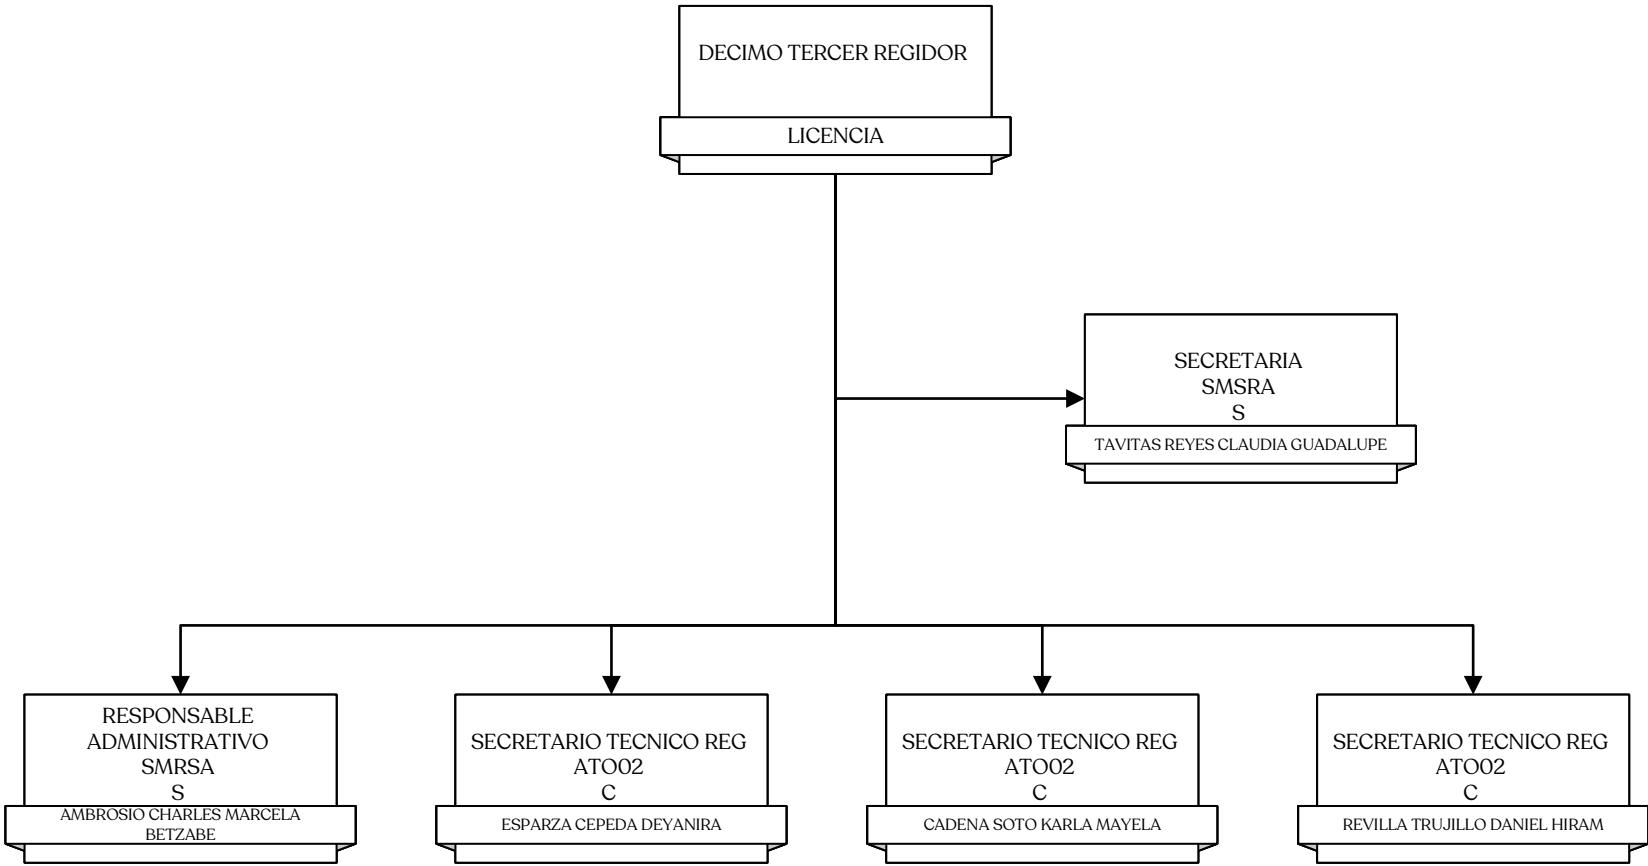 DECIMO TERCER REGIDOR
LICENCIA
SECRETARIA
SMSRA
S
TAVITAS REYES CLAUDIA GUADALUPE
RESPONSABLE
ADMINISTRATIVO
SMRSA
S
AMBROSIO CHARLES MARCELA
BETZABE
SECRETARIO TECNICO REG
ATO02
C
ESPARZA CEPEDA DEYANIRA
SECRETARIO TECNICO REG
ATO02
C
CADENA SOTO KARLA MAYELA
SECRETARIO TECNICO REG
ATO02
C
REVILLA TRUJILLO DANIEL HIRAM